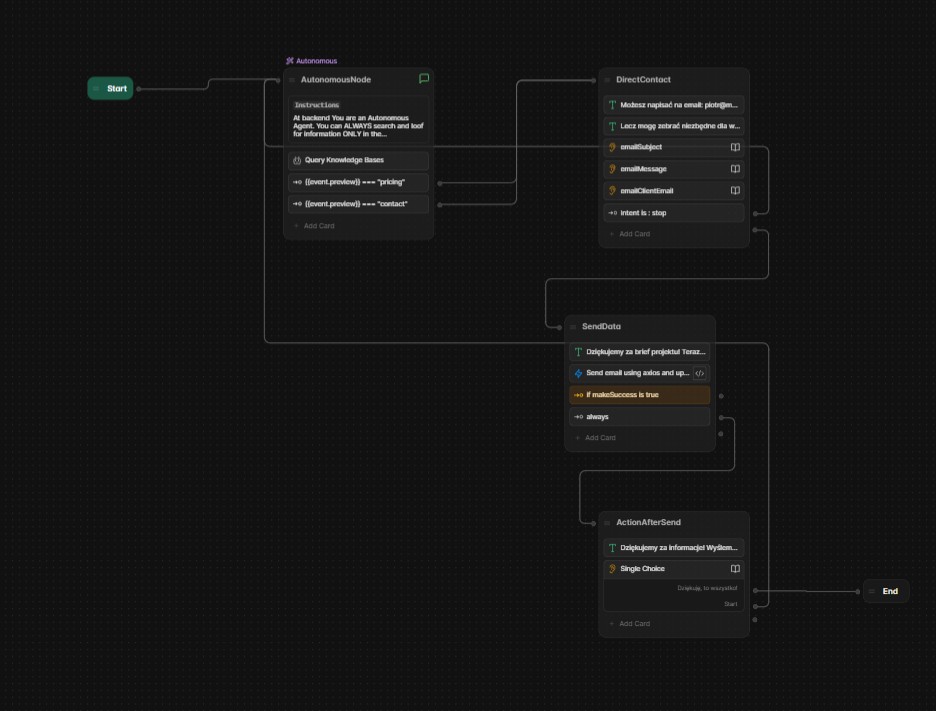 Start
Autonomous
AutonomousNode
Instructions
At backend You are an Autonomous
Agent. You can ALWAYS search and loof
for information ONLY in the...
Query Knowledge Bases
{{event.preview}} === "pricing"
{{event.preview}} === "contact"
Add Card
DirectContact
Możesz napisać na email: piotr@m...
Lecz mogę zebrać niezbędne dla w...
emailSubject
emailMessage
emailClientEmail
Intent is : stop
Add Card
SendData
Dziękujemy za brief projektu! Teraz...
Send email using axios and up...
if makeSuccess is true
always
Add Card
ActionAfterSend
Dziękujemy za informacje! Wyślem...
Single Choice
Dziękuję, to wszystko!
Start
Add Card
End